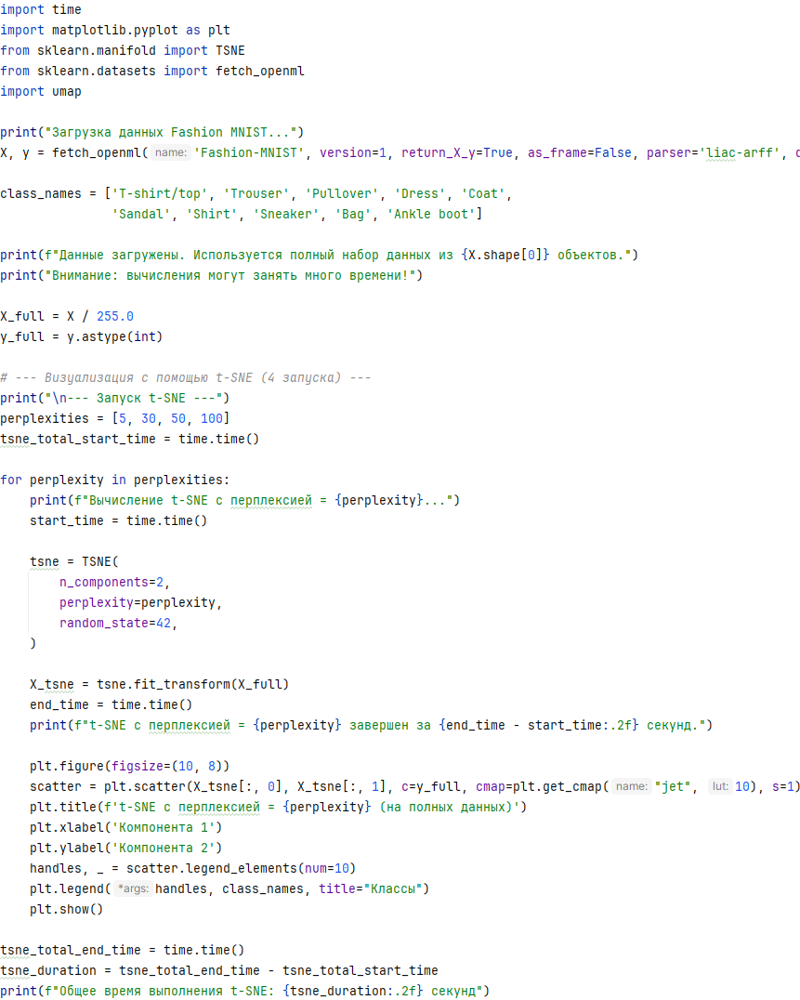 import time
import matplotlib.pyplot as plt
from sklearn.manifold import TSNE
from sklearn.datasets import fetch_openml
import umap
print("Загрузка данных Fashion MNIST...")
X, y = fetch_openml( name: 'Fashion-MNIST', version=1, return_X_y=True, as_frame=False, parser='liac-arff',
class_names = ['T-shirt/top', 'Trouser', 'Pullover', 'Dress', 'Coat',
'Sandal', 'Shirt', 'Sneaker', 'Bag', 'Ankle boot']
print(f"Данные загружены. Используется полный набор данных из {X.shape[0]} объектов.")
print("Внимание: вычисления могут занять много времени!")
X_full = X / 255.0
y_full = y.astype(int)
# --- Визуализация с помощью t-SNE (4 запуска) ---
print("\n--- Запуск t-SNE ---")
perplexities = [5, 30, 50, 100]
tsne_total_start_time = time.time()
for perplexity in perplexities:
print(f"Вычисление t-SNE с перплексией = {perplexity}...")
start_time = time.time()
tsne = TSNE(
n_components=2,
perplexity=perplexity,
random_state=42,
)
X_tsne = tsne.fit_transform(X_full)
end_time = time.time()
print(f"t-SNE с перплексией = {perplexity} завершен за {end_time - start_time:.2f} секунд.")
plt.figure(figsize=(10, 8))
scatter = plt.scatter(X_tsne[:, 0], X_tsne[:, 1], c=y_full, cmap=plt.get_cmap( name: "jet", lut: 10), s=1)
plt.title(f't-SNE с перплексией = {perplexity} (на полных данных)')
plt.xlabel('Компонента 1')
plt.ylabel('Компонента 2')
handles, _ = scatter.legend_elements(num=10)
plt.legend( *args: handles, class_names, title="Классы")
plt.show()
tsne_total_end_time = time.time()
tsne_duration = tsne_total_end_time - tsne_total_start_time
print(f"Общее время выполнения t-SNE: {tsne_duration:.2f} секунд")